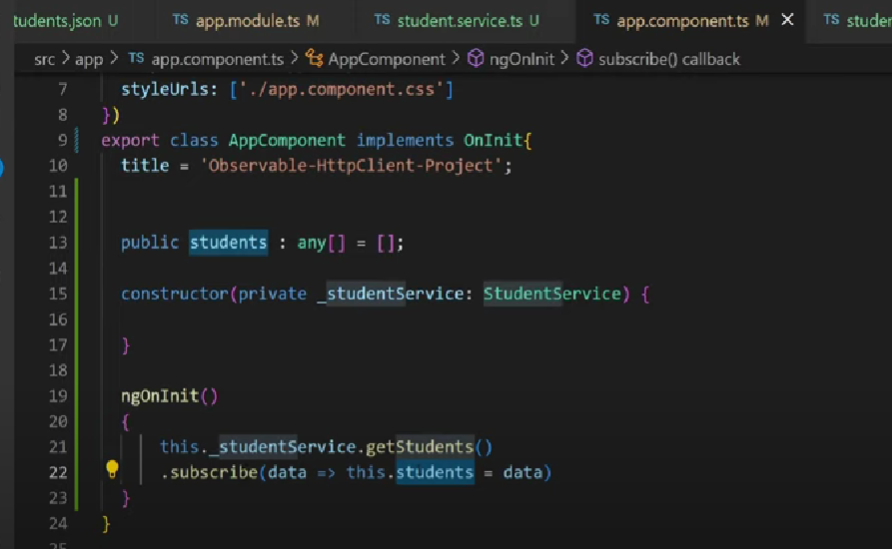 tudents.json U TS app.module.ts M TS student.service.ts U TS app.component.ts M × TS studen
src > app > TS app.component.ts > AppComponent > ngOnInit > subscribe() callback
7 styleUrls: ['./app.component.css']
8 })
9 export class AppComponent implements OnInit{
10 title = 'Observable-HttpClient-Project';
11
12
13 public students : any[] = [];
14
15 constructor(private _studentService: StudentService) {
16
17 }
18
19 ngOnInit()
20 {
21 this._studentService.getStudents()
22 .subscribe(data => this.students = data)
23 }
24 }
25